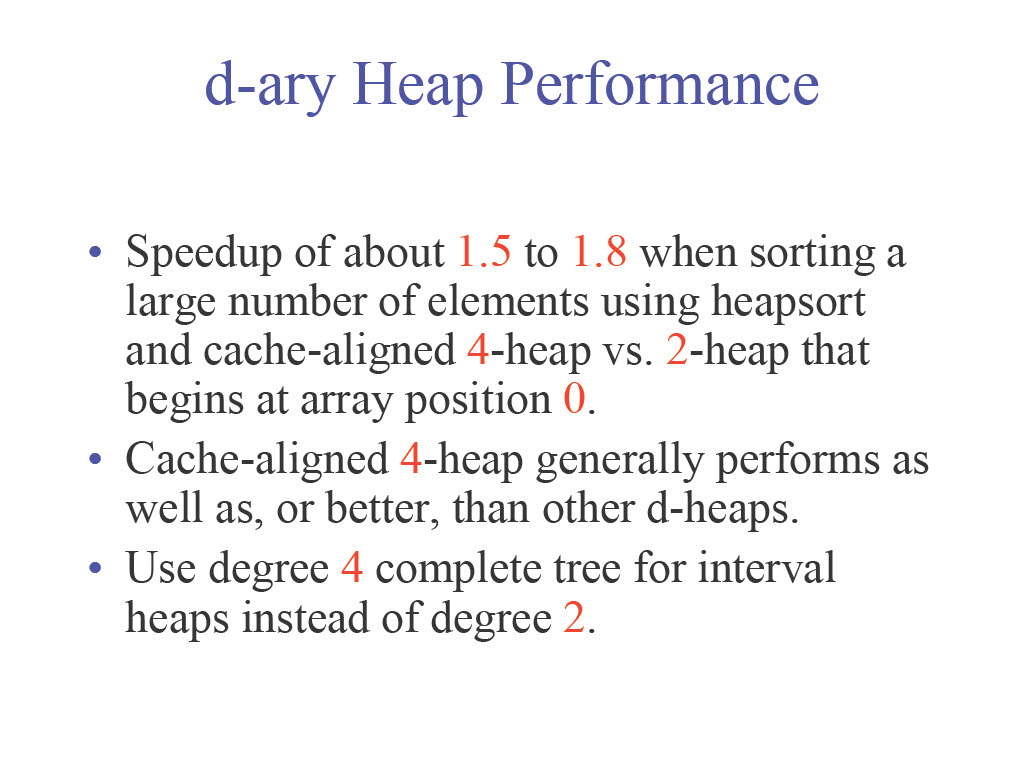 d-ary Heap Performance
• Speedup of about 1.5 to 1.8 when sorting a
large number of elements using heapsort
and cache-aligned 4-heap vs. 2-heap that
begins at array position 0.
• Cache-aligned 4-heap generally performs as
well as, or better, than other d-heaps.
• Use degree 4 complete tree for interval
heaps instead of degree 2.